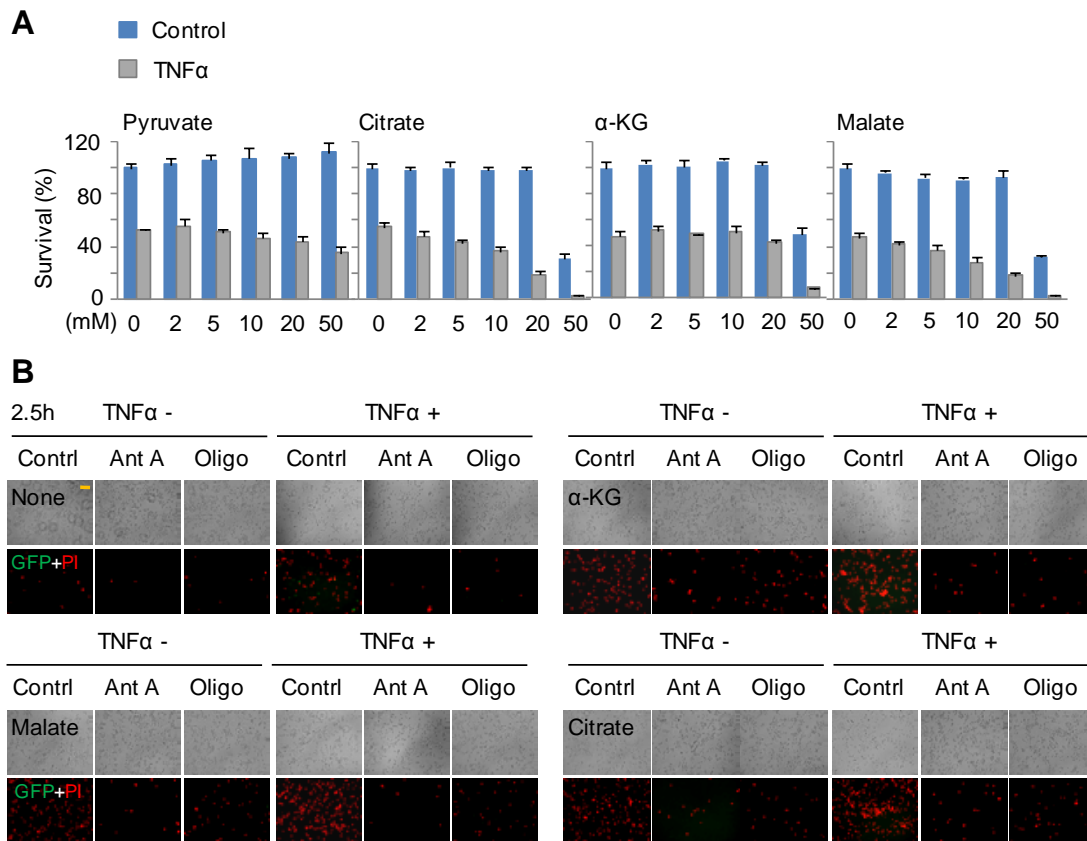 A
Control
TNFα
Pyruvate Citrate α-KG Malate
120
80
40
0
Survival (%)
(mM) 0 2 5 10 20 50 0 2 5 10 20 50 0 2 5 10 20 50 0 2 5 10 20 50
B
2.5h TNFα - TNFα + TNFα - TNFα +
Contrl Ant A Oligo Contrl Ant A Oligo Contrl Ant A Oligo Contrl Ant A Oligo
None α-KG
GFP+PI
TNFα - TNFα + TNFα - TNFα +
Contrl Ant A Oligo Contrl Ant A Oligo Contrl Ant A Oligo Contrl Ant A Oligo
Malate Citrate
GFP+PI